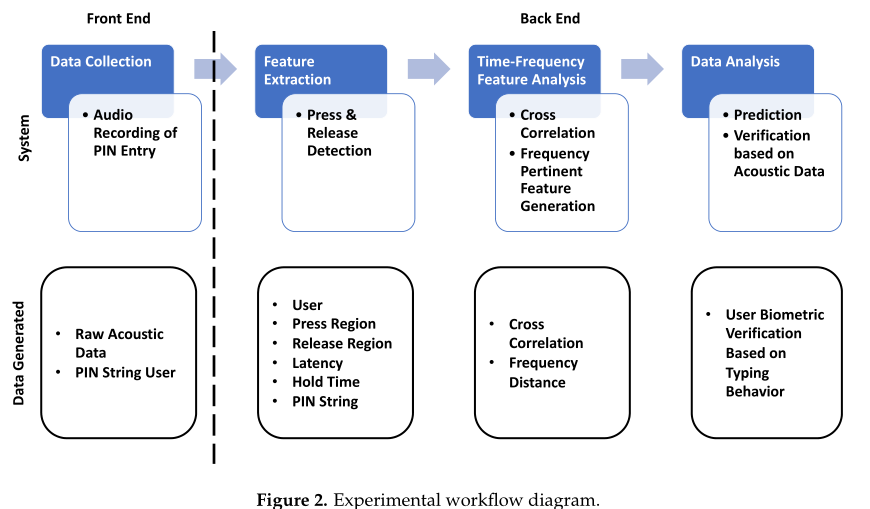 Front End
Back End
System
Data Collection
• Audio
Recording of
PIN Entry
Feature
Extraction
• Press &
Release
Detection
Time-Frequency
Feature Analysis
• Cross
Correlation
• Frequency
Pertinent
Feature
Generation
Data Analysis
• Prediction
• Verification
based on
Acoustic Data
Data Generated
• Raw Acoustic
Data
• PIN String User
• User
• Press Region
• Release Region
• Latency
• Hold Time
• PIN String
• Cross
Correlation
• Frequency
Distance
• User Biometric
Verification
Based on
Typing
Behavior
Figure 2. Experimental workflow diagram.